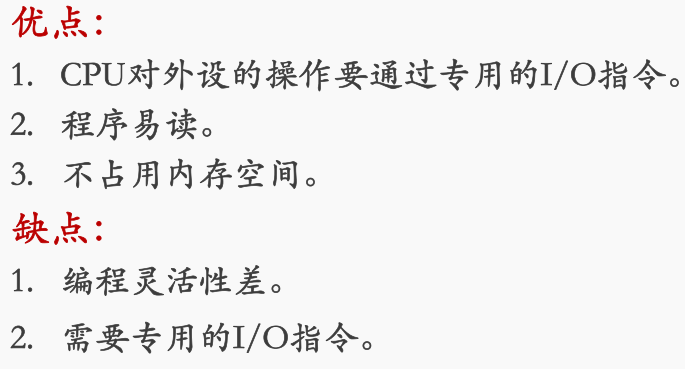 优点：
1. CPU对外设的操作要通过专用的I/O指令。
2. 程序易读。
3. 不占用内存空间。
缺点：
1. 编程灵活性差。
2. 需要专用的I/O指令。